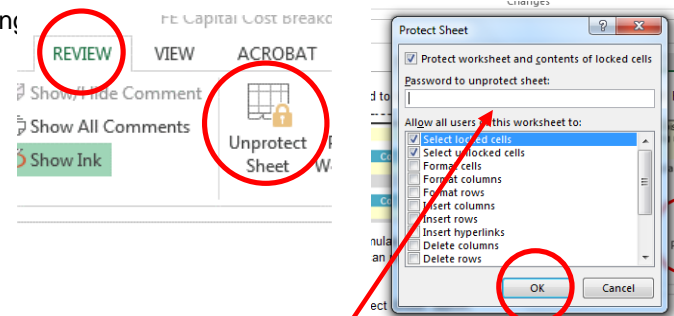 FE Capital Cost Breakd
REVIEW VIEW ACROBAT
Show/Hide Comment
Show All Comments
Show Ink
Unprotect
Sheet
Changes
Protect Sheet
Protect worksheet and contents of locked cells
Password to unprotect sheet:
Allow all users of this worksheet to:
Select locked cells
Select unlocked cells
Format cells
Format columns
Format rows
Insert columns
Insert rows
Insert hyperlinks
Delete columns
Delete rows
OK Cancel